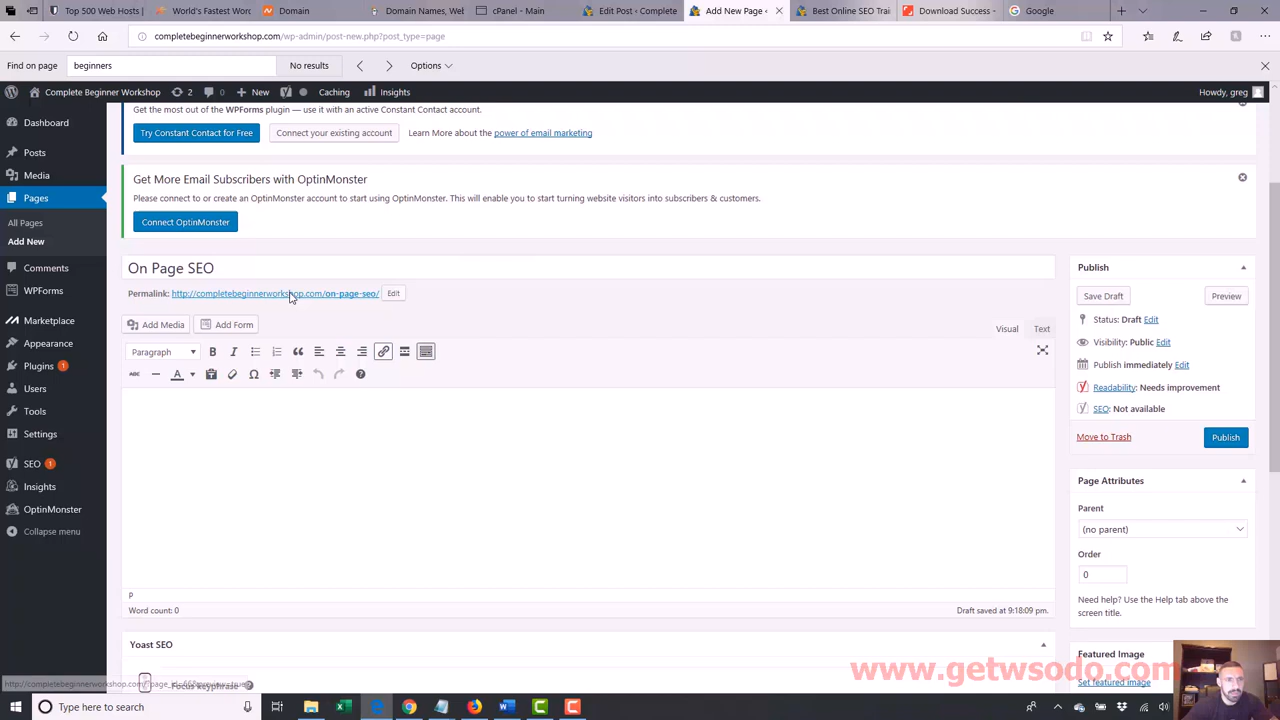 Top 500 Web Hosts
World's Fastest Wor
Domain
Domain Names, Web
cPanel - Main
Edit Post ‹ Complete
Add New Page ‹
Best Online SEO Trai
Download Success -
Google
completebeginnerworkshop.com/wp-admin/post-new.php?post_type=page
Find on page
beginners
No results
Options
Complete Beginner Workshop
2
0
New
Caching
Insights
Howdy, greg
Dashboard
Posts
Media
Pages
All Pages
Add New
Comments
WPForms
Marketplace
Appearance
Plugins 1
Users
Tools
Settings
SEO 1
Insights
OptinMonster
Collapse menu
Get the most out of the WPForms plugin — use it with an active Constant Contact account.
Try Constant Contact for Free
Connect your existing account
Learn More about the power of email marketing
Get More Email Subscribers with OptinMonster
Please connect to or create an OptinMonster account to start using OptinMonster. This will enable you to start turning website visitors into subscribers & customers.
Connect OptinMonster
On Page SEO
Permalink: http://completebeginnerworkshop.com/on-page-seo/ Edit
Add Media
Add Form
Visual
Text
Paragraph
B I
ABC
A
P
Word count: 0
Draft saved at 9:18:09 pm.
Yoast SEO
Focus keyphrase
Publish
Save Draft
Preview
Status: Draft Edit
Visibility: Public Edit
Publish immediately Edit
Readability: Needs improvement
SEO: Not available
Move to Trash
Publish
Page Attributes
Parent
(no parent)
Order
0
Need help? Use the Help tab above the
screen title.
Featured Image
Set featured image
www.getwsodo.com
Type here to search